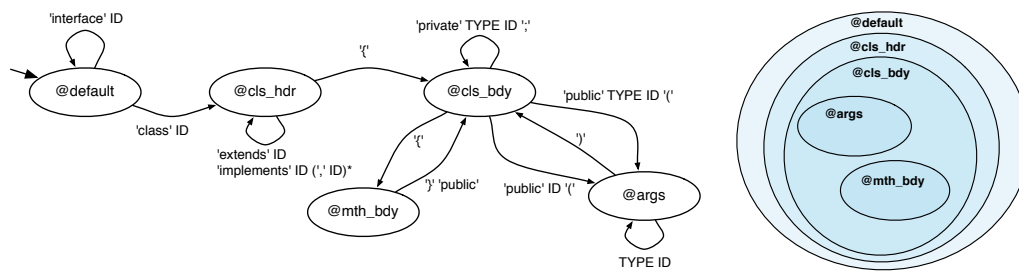 'interface' ID
@default
'class' ID
@cls_hdr
'{'
'extends' ID
'implements' ID (',' ID)*
'private' TYPE ID ';'
@cls_bdy
'public' TYPE ID '('
'{'
'}' 'public'
')'
'public' ID '('
@mth_bdy
@args
TYPE ID
@default
@cls_hdr
@cls_bdy
@args
@mth_bdy